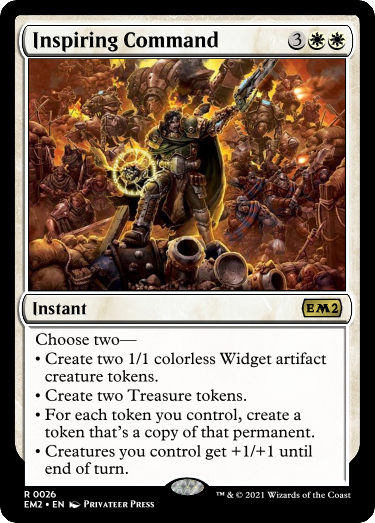 Inspiring Command 3
Instant EM2
Choose two—
• Create two 1/1 colorless Widget artifact
creature tokens.
• Create two Treasure tokens.
• For each token you control, create a
token that's a copy of that permanent.
• Creatures you control get +1/+1 until
end of turn.
R 0026
EM2 • EN Privateer Press
™ & © 2021 Wizards of the Coast